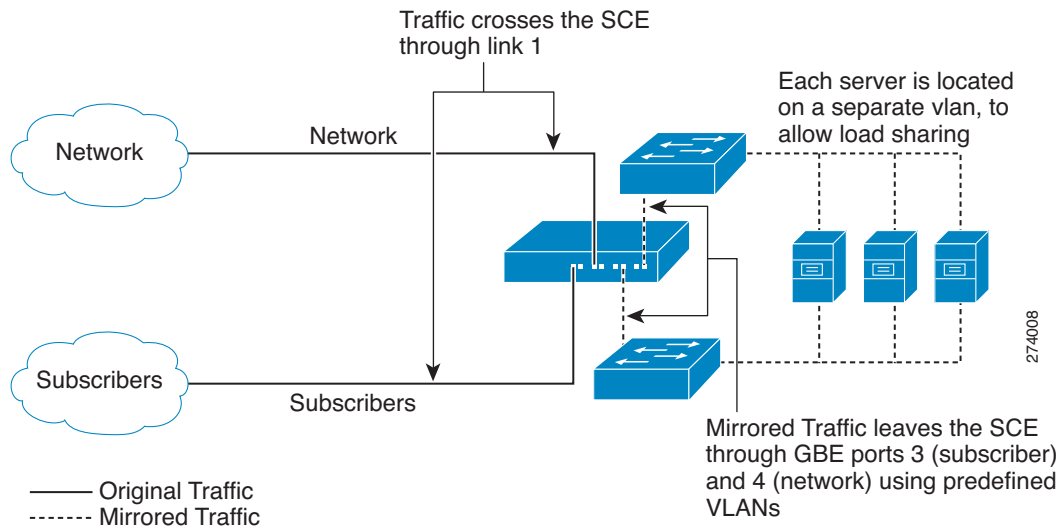 Traffic crosses the SCE
through link 1
Each server is located
on a separate vlan, to
allow load sharing
Network
Network
Subscribers
Subscribers
274008
Mirrored Traffic leaves the SCE
through GBE ports 3 (subscriber)
and 4 (network) using predefined
VLANs
Original Traffic
Mirrored Traffic